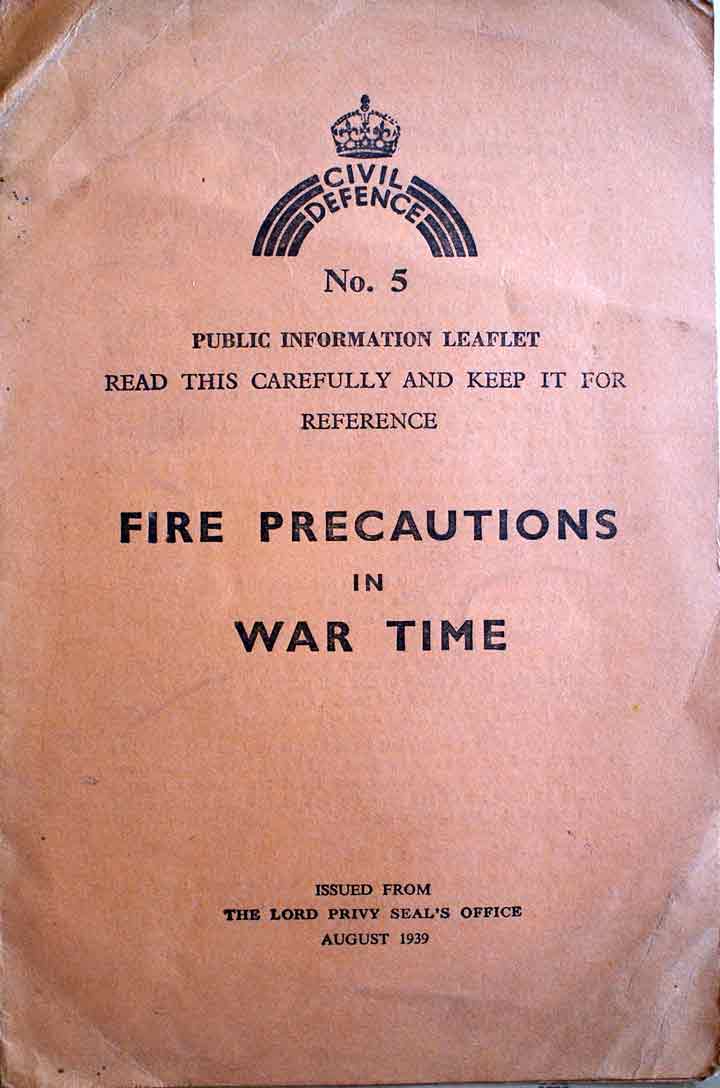 CIVIL
DEFENCE
No. 5
PUBLIC INFORMATION LEAFLET
READ THIS CAREFULLY AND KEEP IT FOR
REFERENCE
FIRE PRECAUTIONS
IN
WAR TIME
ISSUED FROM
THE LORD PRIVY SEAL'S OFFICE
AUGUST 1939